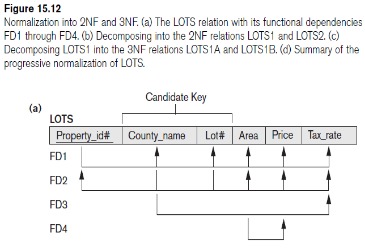 Figure 15.12
Normalization into 2NF and 3NF. (a) The LOTS relation with its functional dependencies
FD1 through FD4. (b) Decomposing into the 2NF relations LOTS1 and LOTS2. (c)
Decomposing LOTS1 into the 3NF relations LOTS1A and LOTS1B. (d) Summary of the
progressive normalization of LOTS.
Candidate Key
(a)
LOTS
Property_id# County_name Lot# Area Price Tax_rate
FD1
FD2
FD3
FD4